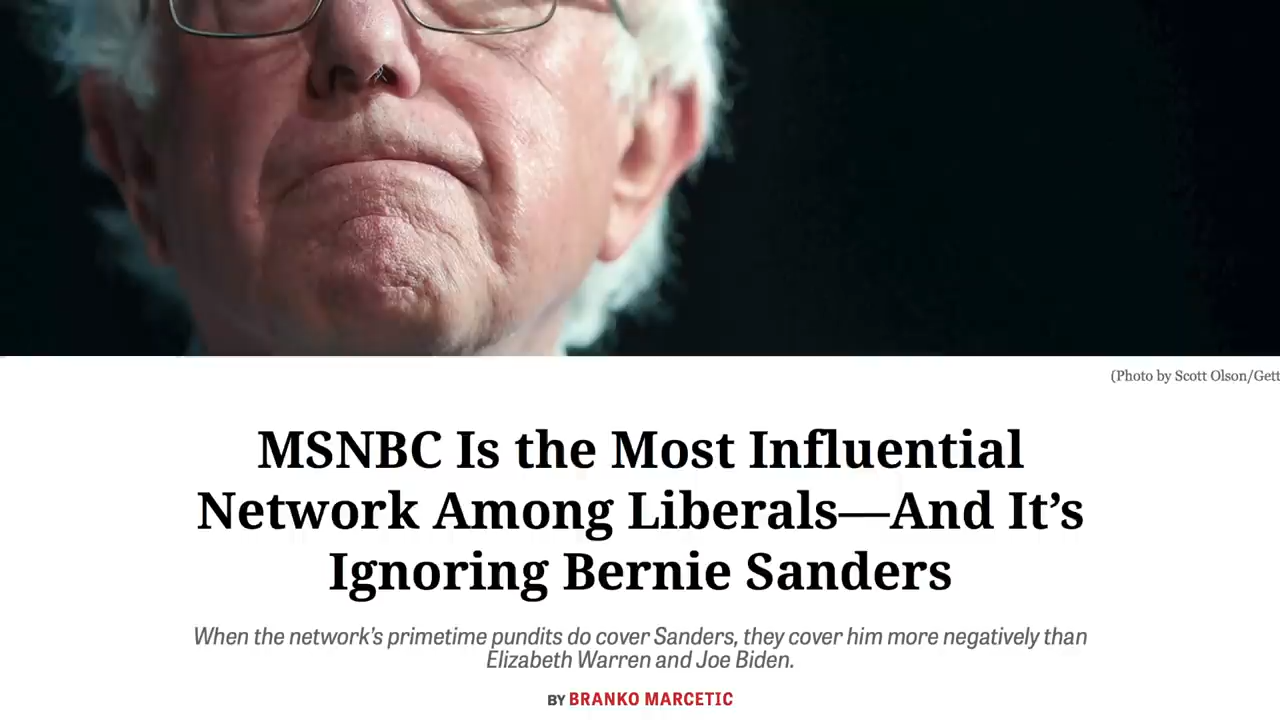 (Photo by Scott Olson/Gett
MSNBC Is the Most Influential
Network Among Liberals—And It’s
Ignoring Bernie Sanders
When the network’s primetime pundits do cover Sanders, they cover him more negatively than
Elizabeth Warren and Joe Biden.
BY BRANKO MARCETIC